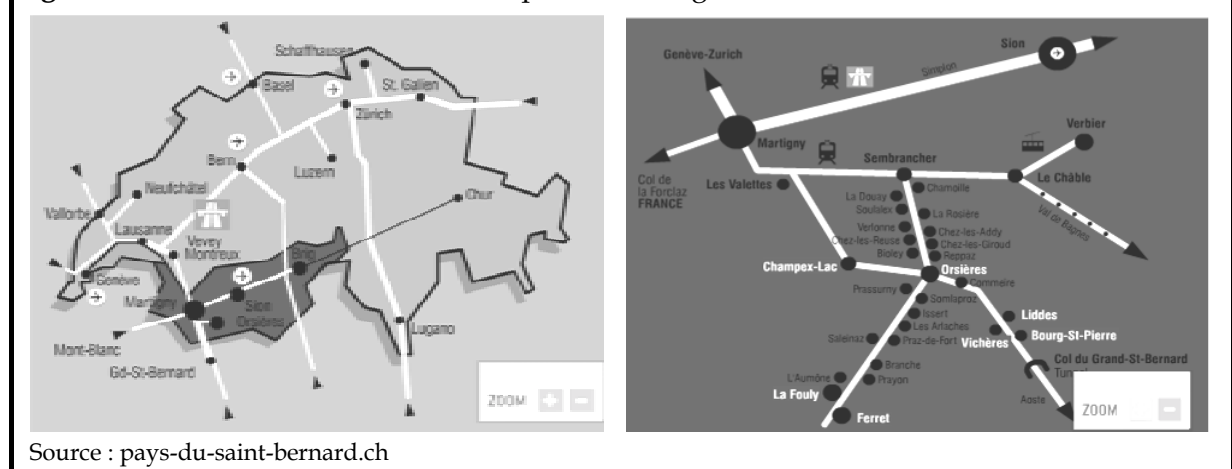 Schaffhausen
Basel
St. Gallen
Zürich
Bern
Luzern
Neufchâtel
Chur
Vallorbe
Lausanne
Vevey
Montreux
Brig
Genève
Martigny
Sion
Orsières
Mont-Blanc
Lugano
Gd-St-Bernard
ZOOM
Genève-Zurich
Sion
Simplon
Martigny
Verbier
Sembrancher
Col de
la Forclaz
FRANCE
Les Valettes
Chamoille
Le Châble
La Douay
Soulalex
La Rosière
Val de Bagnes
Verlonne
Chez-les-Addy
Chez-les-Reuse
Chez-les-Giroud
Bioley
Reppaz
Champex-Lac
Orsières
Commeire
Prassurny
Somlaproz
Issert
Liddes
Les Arlaches
Bourg-St-Pierre
Saleinaz
Praz-de-Fort
Vichères
Branche
Col du Grand-St-Bernard
L'Aumône
Prayon
La Fouly
Aoste
ZOOM
Ferret
Source : pays-du-saint-bernard.ch